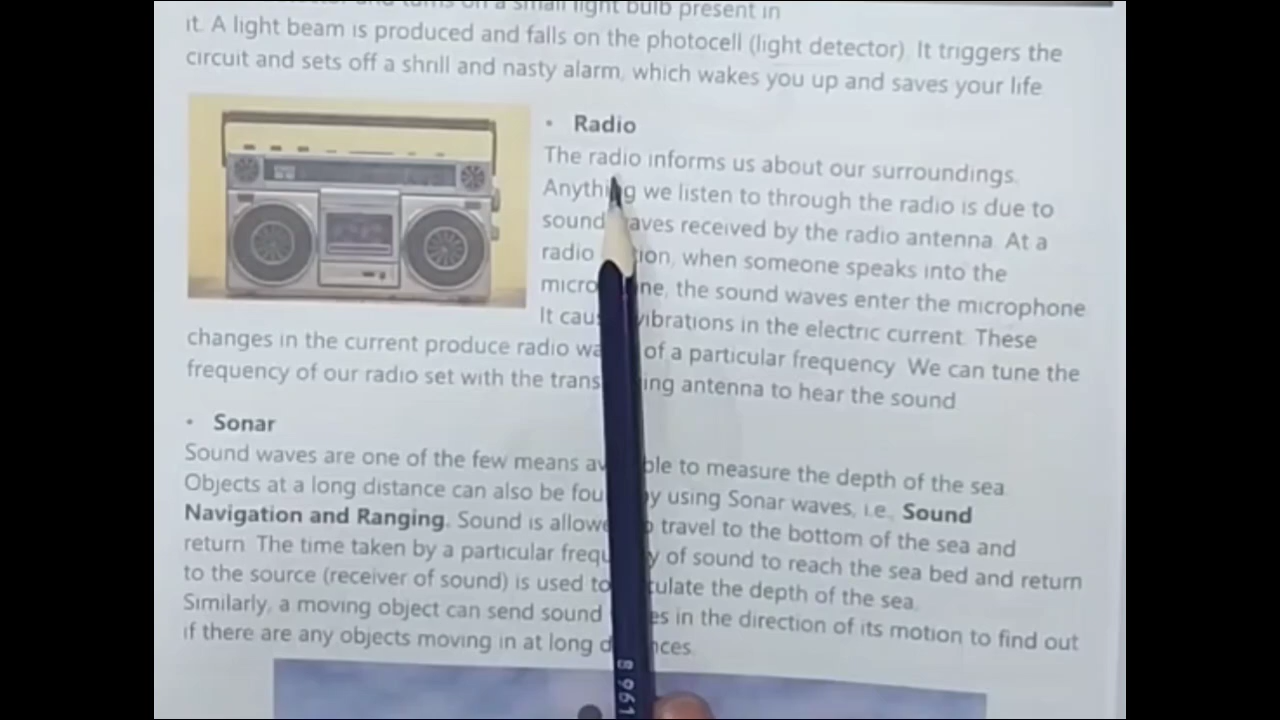 a small light bulb present in
it. A light beam is produced and falls on the photocell (light detector). It triggers the
circuit and sets off a shrill and nasty alarm, which wakes you up and saves your life
• Radio
The radio informs us about our surroundings.
Anything we listen to through the radio is due to
sound waves received by the radio antenna. At a
radio when someone speaks into the
the sound waves enter the microphone
It vibrations in the electric current. These
changes in the current produce radio of a particular frequency. We can tune the
frequency of our radio set with the antenna to hear the sound
• Sonar
Sound waves are one of the few means to measure the depth of the sea.
Objects at a long distance can also be using Sonar waves, i.e., Sound
Navigation and Ranging. Sound is travel to the bottom of the sea and
return. The time taken by a particular of sound to reach the sea bed and return
to the source (receiver of sound) is used the depth of the sea.
Similarly, a moving object can send sound in the direction of its motion to find out
if there are any objects moving in at long
8 961